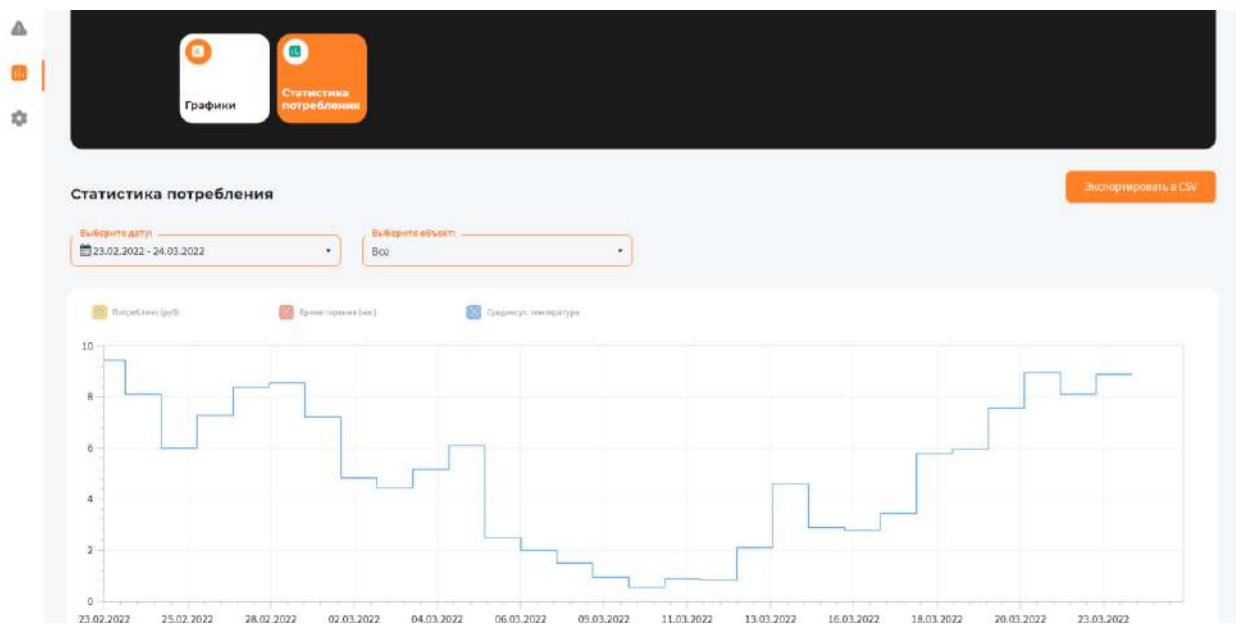 Графики
Статистика
потребления
Статистика потребления
Экспортировать в CSV
Выберите дату:
23.02.2022 - 24.03.2022
Выберите объект:
Все
Потреблено (руб)
Время горения (час)
Среднесут. температура
10
8
6
4
2
0
23.02.2022 25.02.2022 28.02.2022 02.03.2022 04.03.2022 06.03.2022 09.03.2022 11.03.2022 13.03.2022 16.03.2022 18.03.2022 20.03.2022 23.03.2022